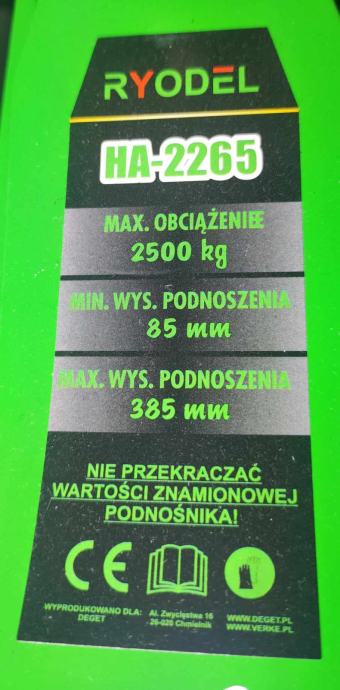 RYODEL
HA-2265
MAX. OBCIĄŻENIEE
2500 kg
MIN. WYS. PODNOSZENIA
85 mm
MAX. WYS. PODNOSZENIA
385 mm
NIE PRZEKRACZAĆ
WARTOŚCI ZNAMIONOWEJ
PODNOŚNIKA!
CE
WYPRODUKOWANO DLA:
DEGET
Al. Zwycięstwa 16
26-020 Chmielnik
WWW.DEGET.PL
WWW.VERKE.PL